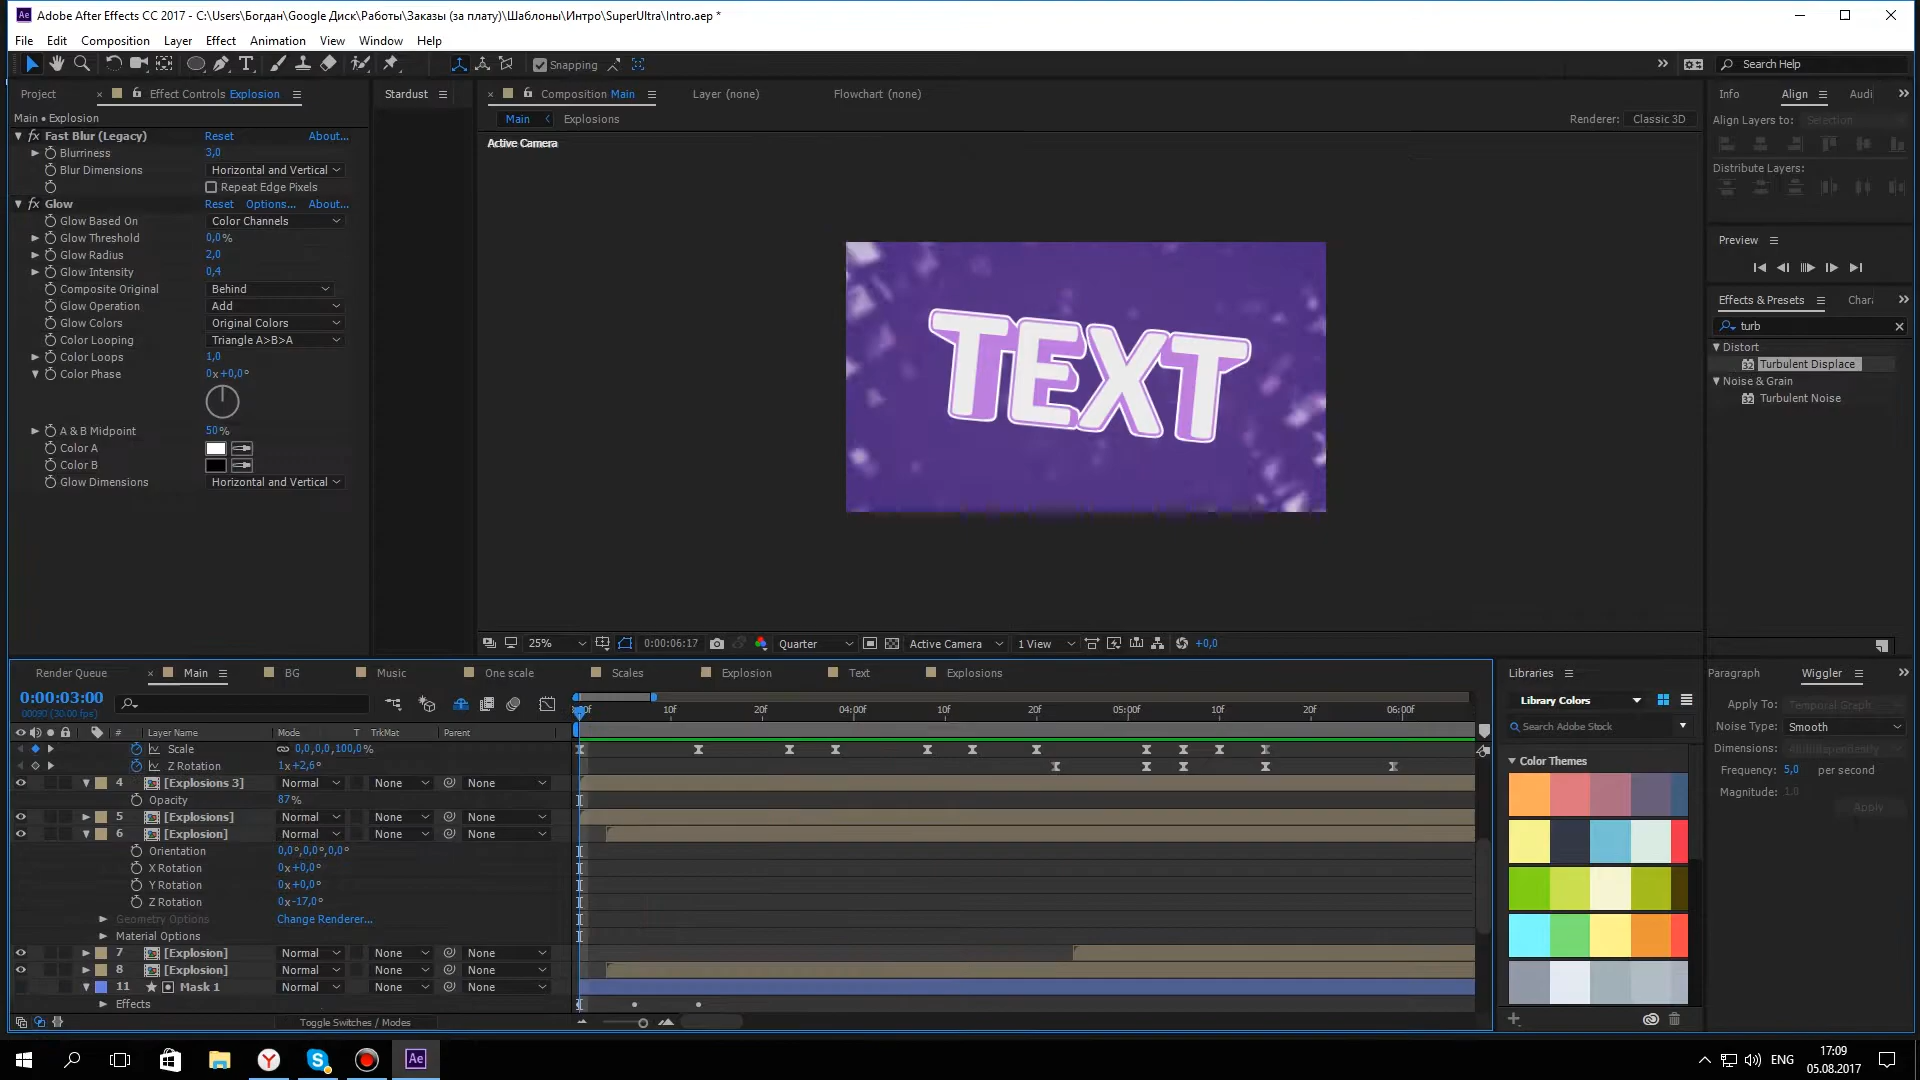 Adobe After Effects CC 2017 - C:\Users\Богдан\Google Диск\Работы\Заказы (за плату)\Шаблоны\Интро\SuperUltra\Intro.aep *
File Edit Composition Layer Effect Animation View Window Help
Snapping Search Help
Project Effect Controls Explosion Stardust Composition Main Layer (none) Flowchart (none) Info Align Audi
Main • Explosion Main Explosions Renderer: Classic 3D Align Layers to: Selection
fx Fast Blur (Legacy) Reset About...
Active Camera
Blurriness 3,0
Blur Dimensions Horizontal and Vertical Distribute Layers:
Repeat Edge Pixels
fx Glow Reset Options... About...
Glow Based On Color Channels
Glow Threshold 0,0% Preview
Glow Radius 2,0
Glow Intensity 0,4
Composite Original Behind
Glow Operation Add Effects & Presets Chara
Glow Colors Original Colors turb
Color Looping Triangle A>B>A Distort
Color Loops 1,0 Turbulent Displace
Color Phase 0x+0,0° Noise & Grain
Turbulent Noise
TEXT
A & B Midpoint 50%
Color A
Color B
Glow Dimensions Horizontal and Vertical
25% 0:00:06:17 Quarter Active Camera 1 View +0,0
Render Queue Main BG Music One scale Scales Explosion Text Explosions Libraries Paragraph Wiggler
0:00:03:00
00090 (30.00 fps)
Library Colors Apply To: Temporal Graph
10f 20f 04:00f 10f 20f 05:00f 10f 20f 06:00f
Search Adobe Stock Noise Type: Smooth
# Layer Name Mode T TrkMat Parent
Scale 0,0,0,0,100,0% Dimensions:
Z Rotation 1x+2,6° Color Themes Frequency: 5,0 per second
4 [Explosions 3] Normal None None
Magnitude: 1.0
Opacity 87% Apply
5 [Explosions] Normal None None
6 [Explosion] Normal None None
Orientation 0,0°,0,0°,0,0°
X Rotation 0x+0,0°
Y Rotation 0x+0,0°
Z Rotation 0x-17,0°
Geometry Options Change Renderer...
Material Options
7 [Explosion] Normal None None
8 [Explosion] Normal None None
11 Mask 1 Normal None None
Effects
Toggle Switches / Modes
Ae ENG 17:09
05.08.2017